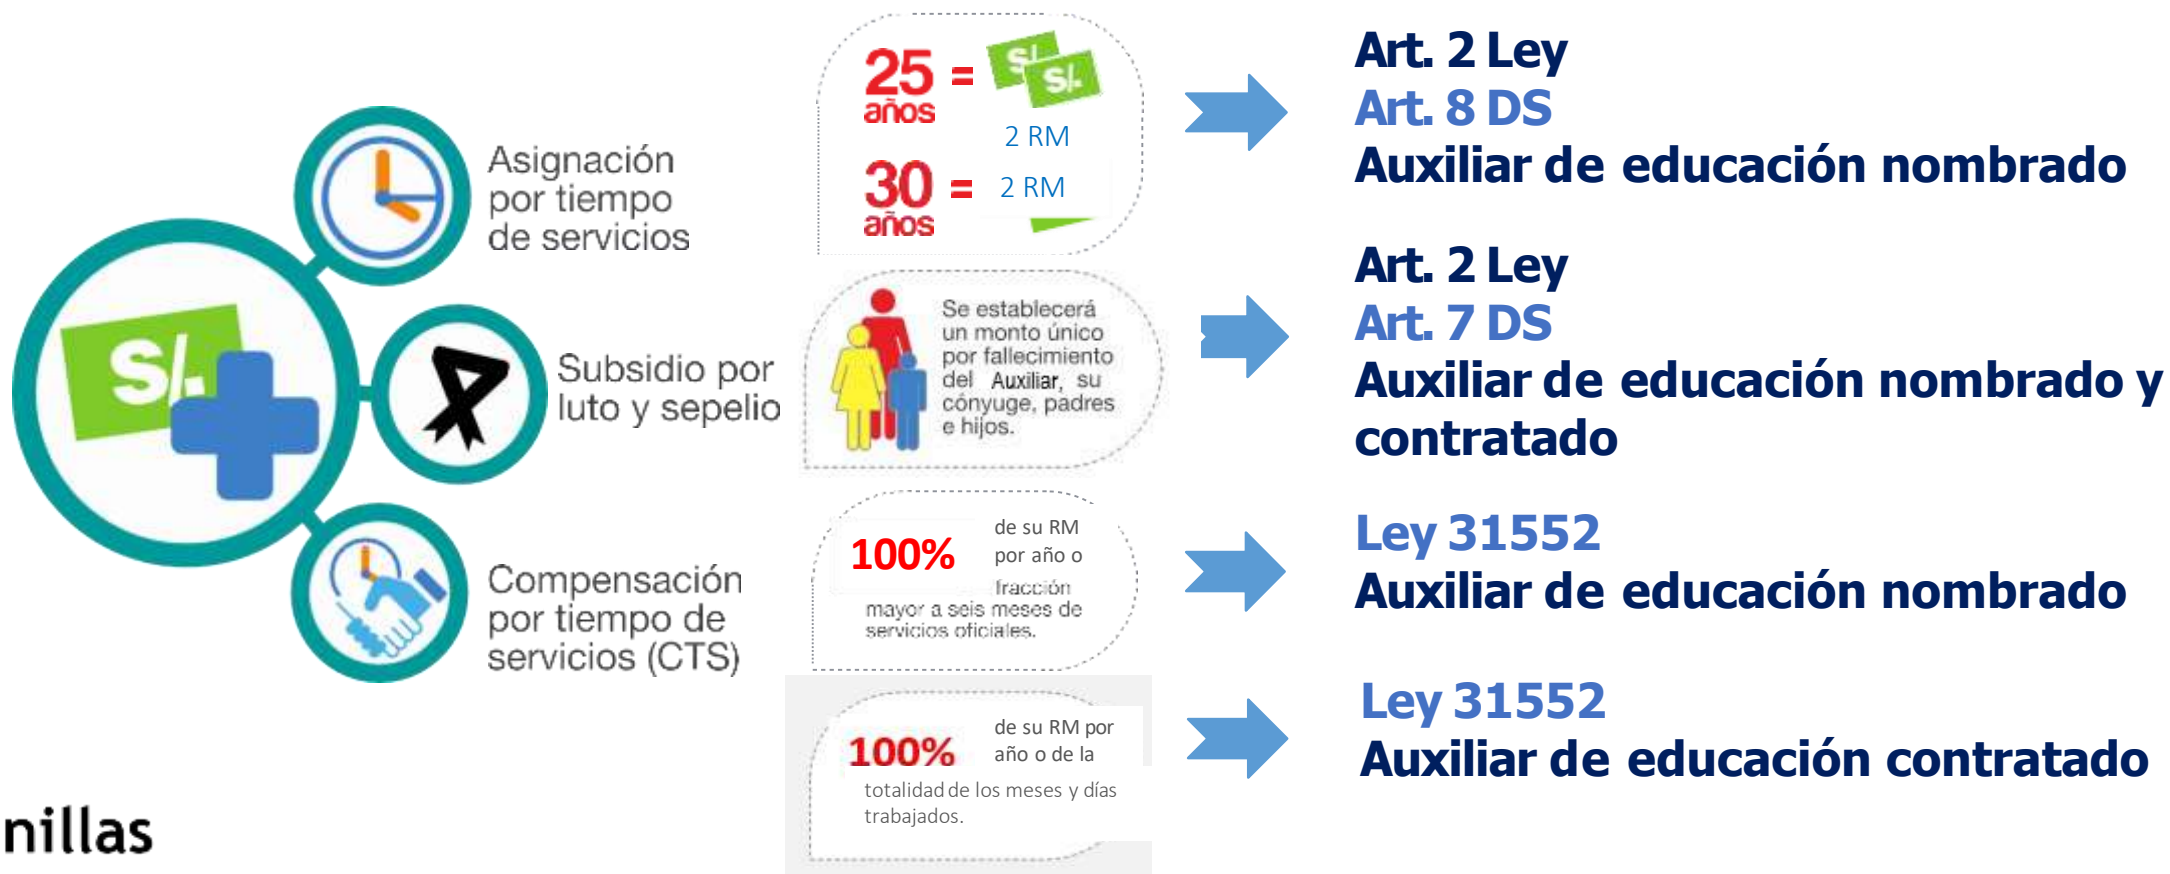 Asignación
por tiempo
de servicios
25
años
=
S/.
S/.
2 RM
30
años
=
2 RM
Art. 2 Ley
Art. 8 DS
Auxiliar de educación nombrado
S/.
Subsidio por
luto y sepelio
Se establecerá
un monto único
por fallecimiento
del Auxiliar, su
cónyuge, padres
e hijos.
Art. 2 Ley
Art. 7 DS
Auxiliar de educación nombrado y
contratado
Compensación
por tiempo de
servicios (CTS)
100%
de su RM
por año o
fracción
mayor a seis meses de
servicios oficiales.
Ley 31552
Auxiliar de educación nombrado
100%
de su RM por
año o de la
totalidad de los meses y días
trabajados.
Ley 31552
Auxiliar de educación contratado
nillas